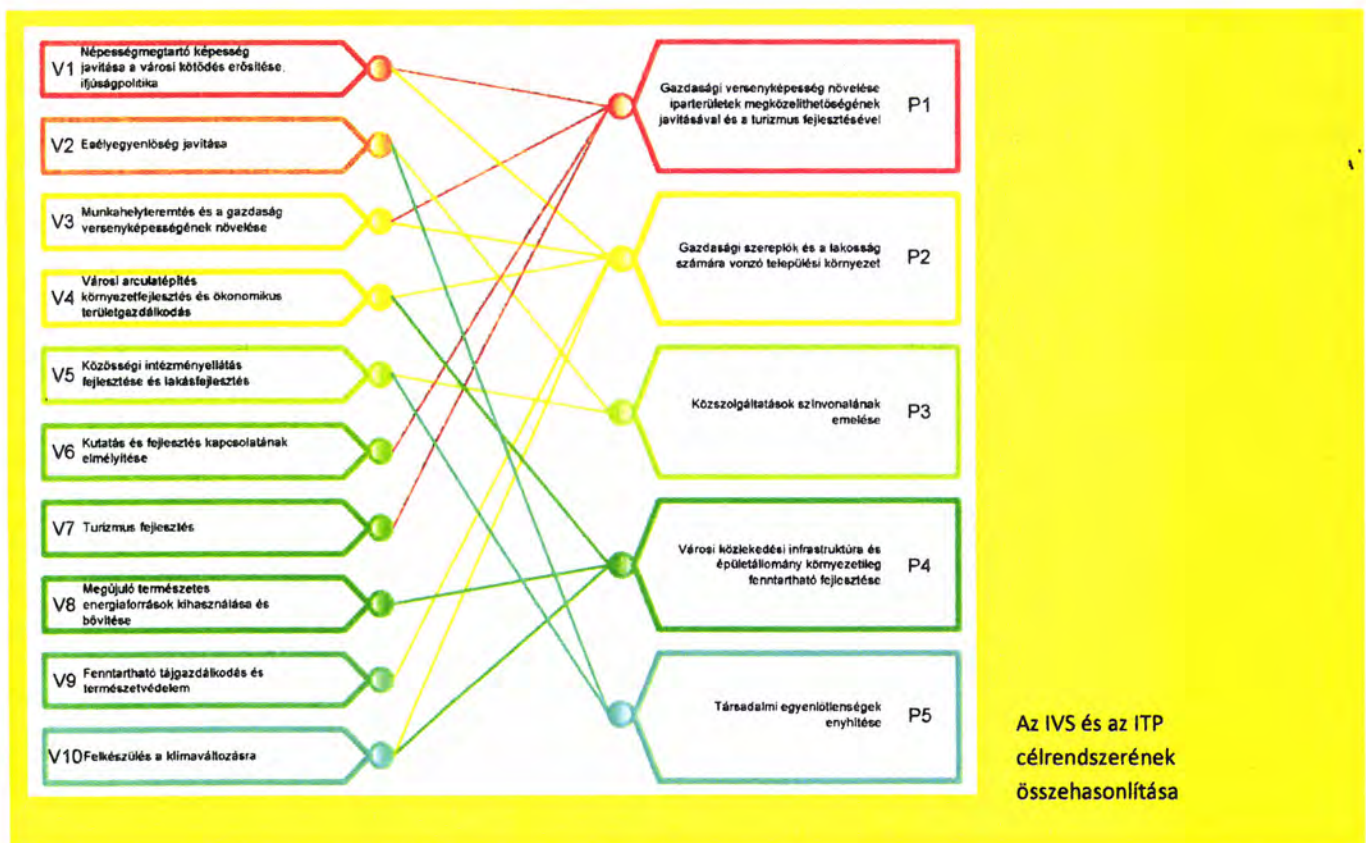 V1
Népességmegtartó képesség
javítása a városi kötődés erősítése,
ifjúságpolitika
V2
Esélyegyenlőség javítása
V3
Munkahelyteremtés és a gazdaság
versenyképességének növelése
V4
Városi arculatépítés
környezetfejlesztés és ökonomikus
területgazdálkodás
V5
Közösségi intézményellátás
fejlesztése és lakásfejlesztés
V6
Kutatás és fejlesztés kapcsolatának
elmélyítése
V7
Turizmus fejlesztés
V8
Megújuló természetes
energiaforrások kihasználása és
bővítése
V9
Fenntartható tájgazdálkodás és
természetvédelem
V10
Felkészülés a klímaváltozásra
Gazdasági versenyképesség növelése
iparterületek megközelíthetőségének
javításával és a turizmus fejlesztésével
P1
Gazdasági szereplők és a lakosság
számára vonzó települési környezet
P2
Közszolgáltatások színvonalának
emelése
P3
Városi közlekedési infrastruktúra és
épületállomány környezetileg
fenntartható fejlesztése
P4
Társadalmi egyenlőtlenségek
enyhítése
P5
Az IVS és az ITP
célrendszerének
összehasonlítása